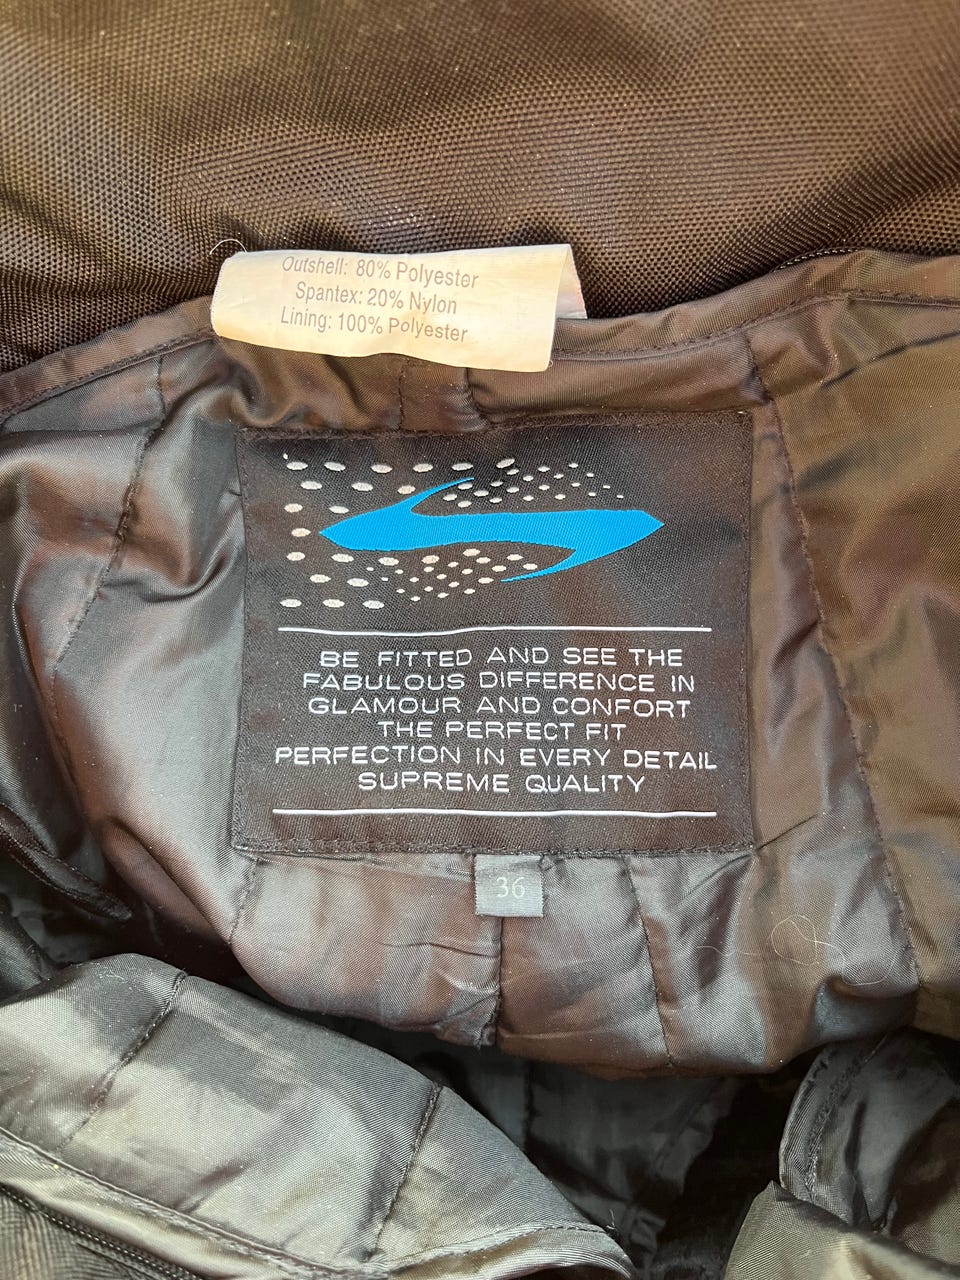 Outshell: 80% Polyester
Spantex: 20% Nylon
Lining: 100% Polyester
BE FITTED AND SEE THE
FABULOUS DIFFERENCE IN
GLAMOUR AND CONFORT
THE PERFECT FIT
PERFECTION IN EVERY DETAIL
SUPREME QUALITY
36